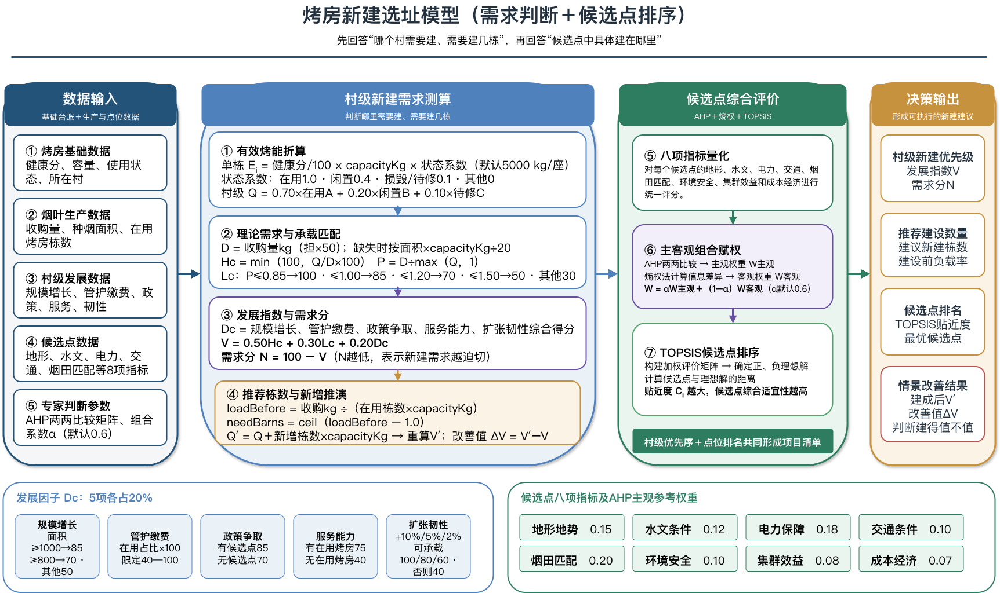 烤房新建选址模型（需求判断＋候选点排序）
先回答“哪个村需要建、需要建几栋”，再回答“候选点中具体建在哪里”
数据输入
基础台账＋生产与点位数据
① 烤房基础数据
健康分、容量、使用状
态、所在村
② 烟叶生产数据
收购量、种烟面积、在用
烤房栋数
③ 村级发展数据
规模增长、管护缴费、政
策、服务、韧性
④ 候选点数据
地形、水文、电力、交
通、烟田匹配等8项指标
⑤ 专家判断参数
AHP两两比较矩阵、组合
系数α（默认0.6）
村级新建需求测算
判断哪里需要建、需要建几栋
① 有效烤能折算
单栋 Ei = 健康分/100 × capacityKg × 状态系数（默认5000 kg/座）
状态系数：在用1.0 · 闲置0.4 · 损毁/待修0.1 · 其他0
村级 Q = 0.70×在用A + 0.20×闲置B + 0.10×待修C
② 理论需求与承载匹配
D = 收购量kg（担×50）；缺失时按面积×capacityKg÷20
Hc = min（100，Q/D×100） P = D÷max（Q，1）
Lc：P≤0.85→100 · ≤1.00→85 · ≤1.20→70 · ≤1.50→50 · 其他30
③ 发展指数与需求分
Dc = 规模增长、管护缴费、政策争取、服务能力、扩张韧性综合得分
V = 0.50Hc + 0.30Lc + 0.20Dc
需求分 N = 100 − V（N越低，表示新建需求越迫切）
④ 推荐栋数与新增推演
loadBefore = 收购kg ÷（在用栋数×capacityKg）
needBarns = ceil（loadBefore − 1.0）
Q′ = Q＋新增栋数×capacityKg → 重算V′；改善值 ΔV = V′−V
候选点综合评价
AHP＋熵权＋TOPSIS
⑤ 八项指标量化
对每个候选点的地形、水文、电力、交通、烟
田匹配、环境安全、集群效益和成本经济进行
统一评分。
⑥ 主客观组合赋权
AHP两两比较 → 主观权重 W主观
熵权法计算信息差异 → 客观权重 W客观
W = αW主观＋（1−α）W客观（α默认0.6）
⑦ TOPSIS候选点排序
构建加权评价矩阵 → 确定正、负理想解
计算候选点与理想解的距离
贴近度 Ci 越大，候选点综合适宜性越高
村级优先序＋点位排名共同形成项目清单
决策输出
形成可执行的新建建议
村级新建优先级
发展指数V
需求分N
推荐建设数量
建议新建栋数
建设前负载率
候选点排名
TOPSIS贴近度
最优候选点
情景改善结果
建成后V′
改善值ΔV
判断建得值不值
发展因子 Dc：5项各占20%
规模增长
面积
≥1000→85
≥800→70 ·
其他50
管护缴费
在用占比×100
限定40—100
政策争取
有候选点85
无候选点70
服务能力
有在用烤房75
无在用烤房40
扩张韧性
+10%/5%/2%
可承载
100/80/60 ·
否则40
候选点八项指标及AHP主观参考权重
地形地势 0.15
水文条件 0.12
电力保障 0.18
交通条件 0.10
烟田匹配 0.20
环境安全 0.10
集群效益 0.08
成本经济 0.07